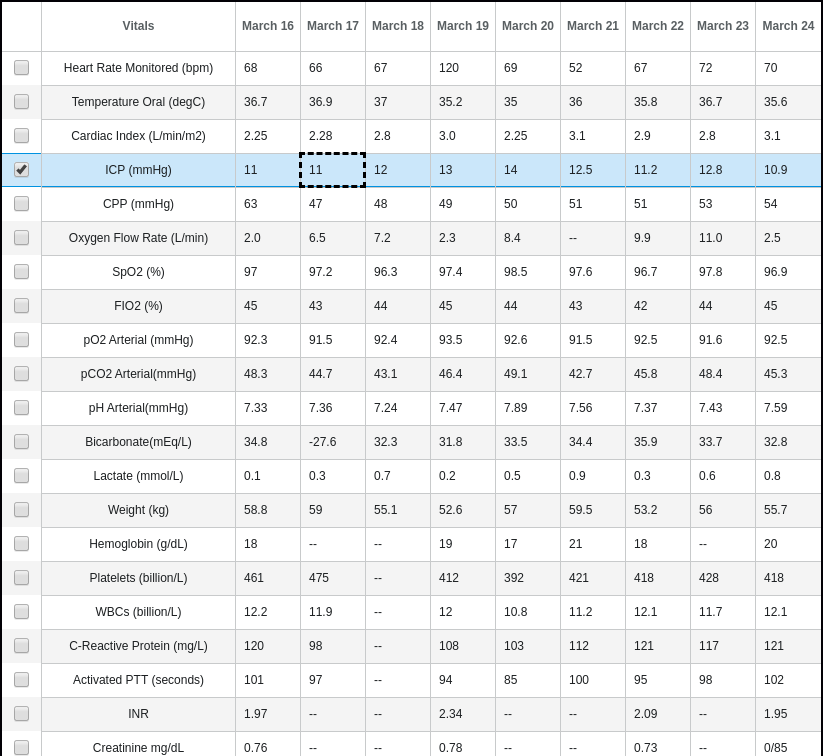 Vitals March 16 March 17 March 18 March 19 March 20 March 21 March 22 March 23 March 24
Heart Rate Monitored (bpm) 68 66 67 120 69 52 67 72 70
Temperature Oral (degC) 36.7 36.9 37 35.2 35 36 35.8 36.7 35.6
Cardiac Index (L/min/m2) 2.25 2.28 2.8 3.0 2.25 3.1 2.9 2.8 3.1
ICP (mmHg) 11 11 12 13 14 12.5 11.2 12.8 10.9
CPP (mmHg) 63 47 48 49 50 51 51 53 54
Oxygen Flow Rate (L/min) 2.0 6.5 7.2 2.3 8.4 -- 9.9 11.0 2.5
SpO2 (%) 97 97.2 96.3 97.4 98.5 97.6 96.7 97.8 96.9
FIO2 (%) 45 43 44 45 44 43 42 44 45
pO2 Arterial (mmHg) 92.3 91.5 92.4 93.5 92.6 91.5 92.5 91.6 92.5
pCO2 Arterial(mmHg) 48.3 44.7 43.1 46.4 49.1 42.7 45.8 48.4 45.3
pH Arterial(mmHg) 7.33 7.36 7.24 7.47 7.89 7.56 7.37 7.43 7.59
Bicarbonate(mEq/L) 34.8 -27.6 32.3 31.8 33.5 34.4 35.9 33.7 32.8
Lactate (mmol/L) 0.1 0.3 0.7 0.2 0.5 0.9 0.3 0.6 0.8
Weight (kg) 58.8 59 55.1 52.6 57 59.5 53.2 56 55.7
Hemoglobin (g/dL) 18 -- -- 19 17 21 18 -- 20
Platelets (billion/L) 461 475 -- 412 392 421 418 428 418
WBCs (billion/L) 12.2 11.9 -- 12 10.8 11.2 12.1 11.7 12.1
C-Reactive Protein (mg/L) 120 98 -- 108 103 112 121 117 121
Activated PTT (seconds) 101 97 -- 94 85 100 95 98 102
INR 1.97 -- -- 2.34 -- -- 2.09 -- 1.95
Creatinine mg/dL 0.76 -- -- 0.78 -- -- 0.73 -- 0/85